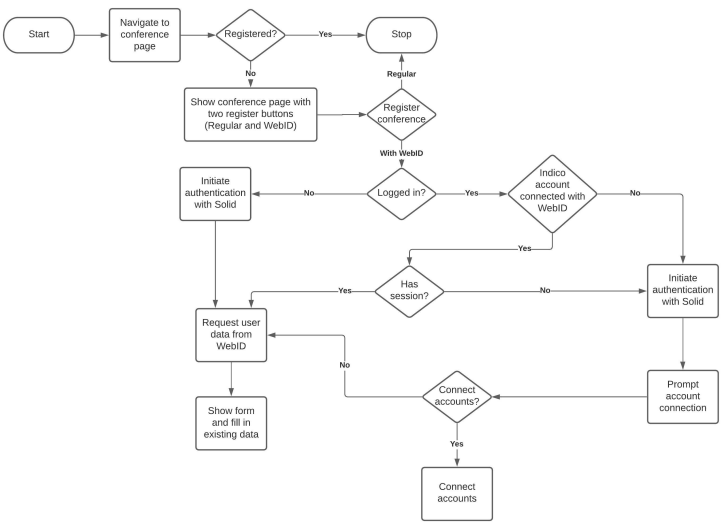 Start
Navigate to
conference
page
Registered?
Yes
Stop
No
Regular
Show conference page with
two register buttons
(Regular and WebID)
Register
conference
With WebID
Initiate
authentication
with Solid
No
Logged in?
Yes
Indico
account
connected with
WebID
No
Yes
Has
session?
Yes
No
Initiate
authentication
with Solid
Request user
data from
WebID
No
Connect
accounts?
Prompt
account
connection
Show form
and fill in
existing data
Yes
Connect
accounts